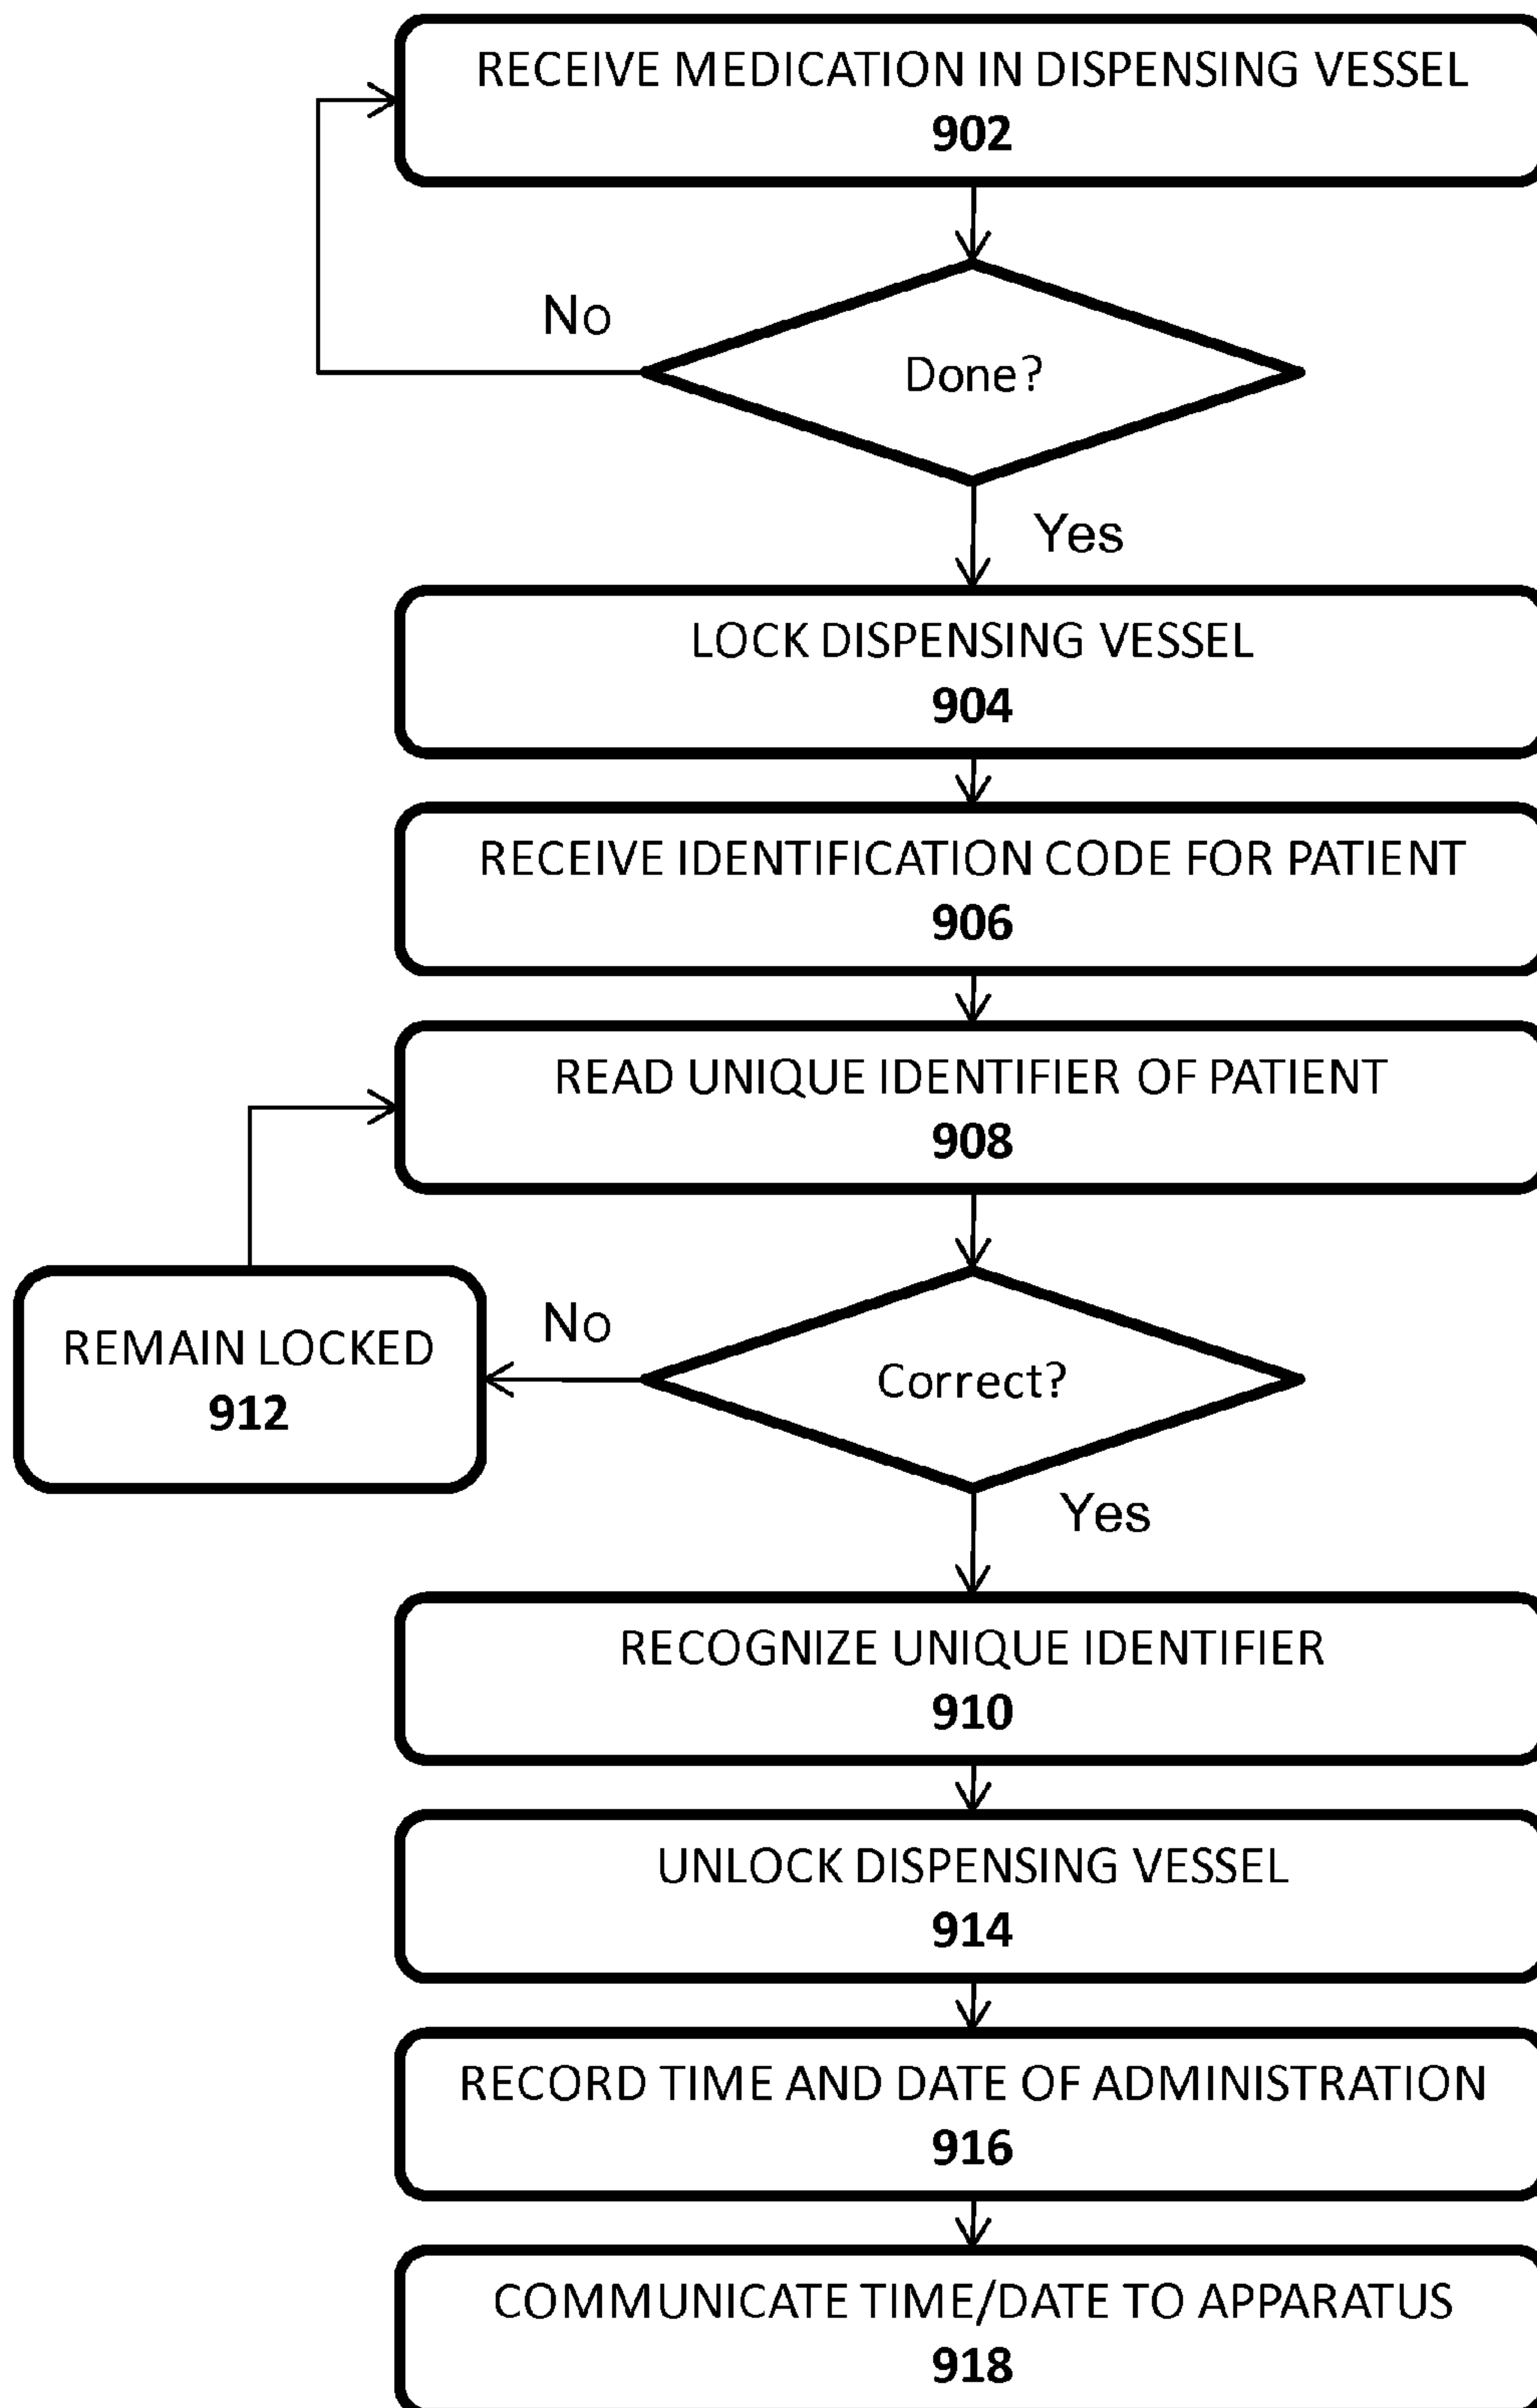 RECEIVE MEDICATION IN DISPENSING VESSEL
902
No
Done?
Yes
LOCK DISPENSING VESSEL
904
RECEIVE IDENTIFICATION CODE FOR PATIENT
906
READ UNIQUE IDENTIFIER OF PATIENT
908
REMAIN LOCKED
912
No
Correct?
Yes
RECOGNIZE UNIQUE IDENTIFIER
910
UNLOCK DISPENSING VESSEL
914
RECORD TIME AND DATE OF ADMINISTRATION
916
COMMUNICATE TIME/DATE TO APPARATUS
918